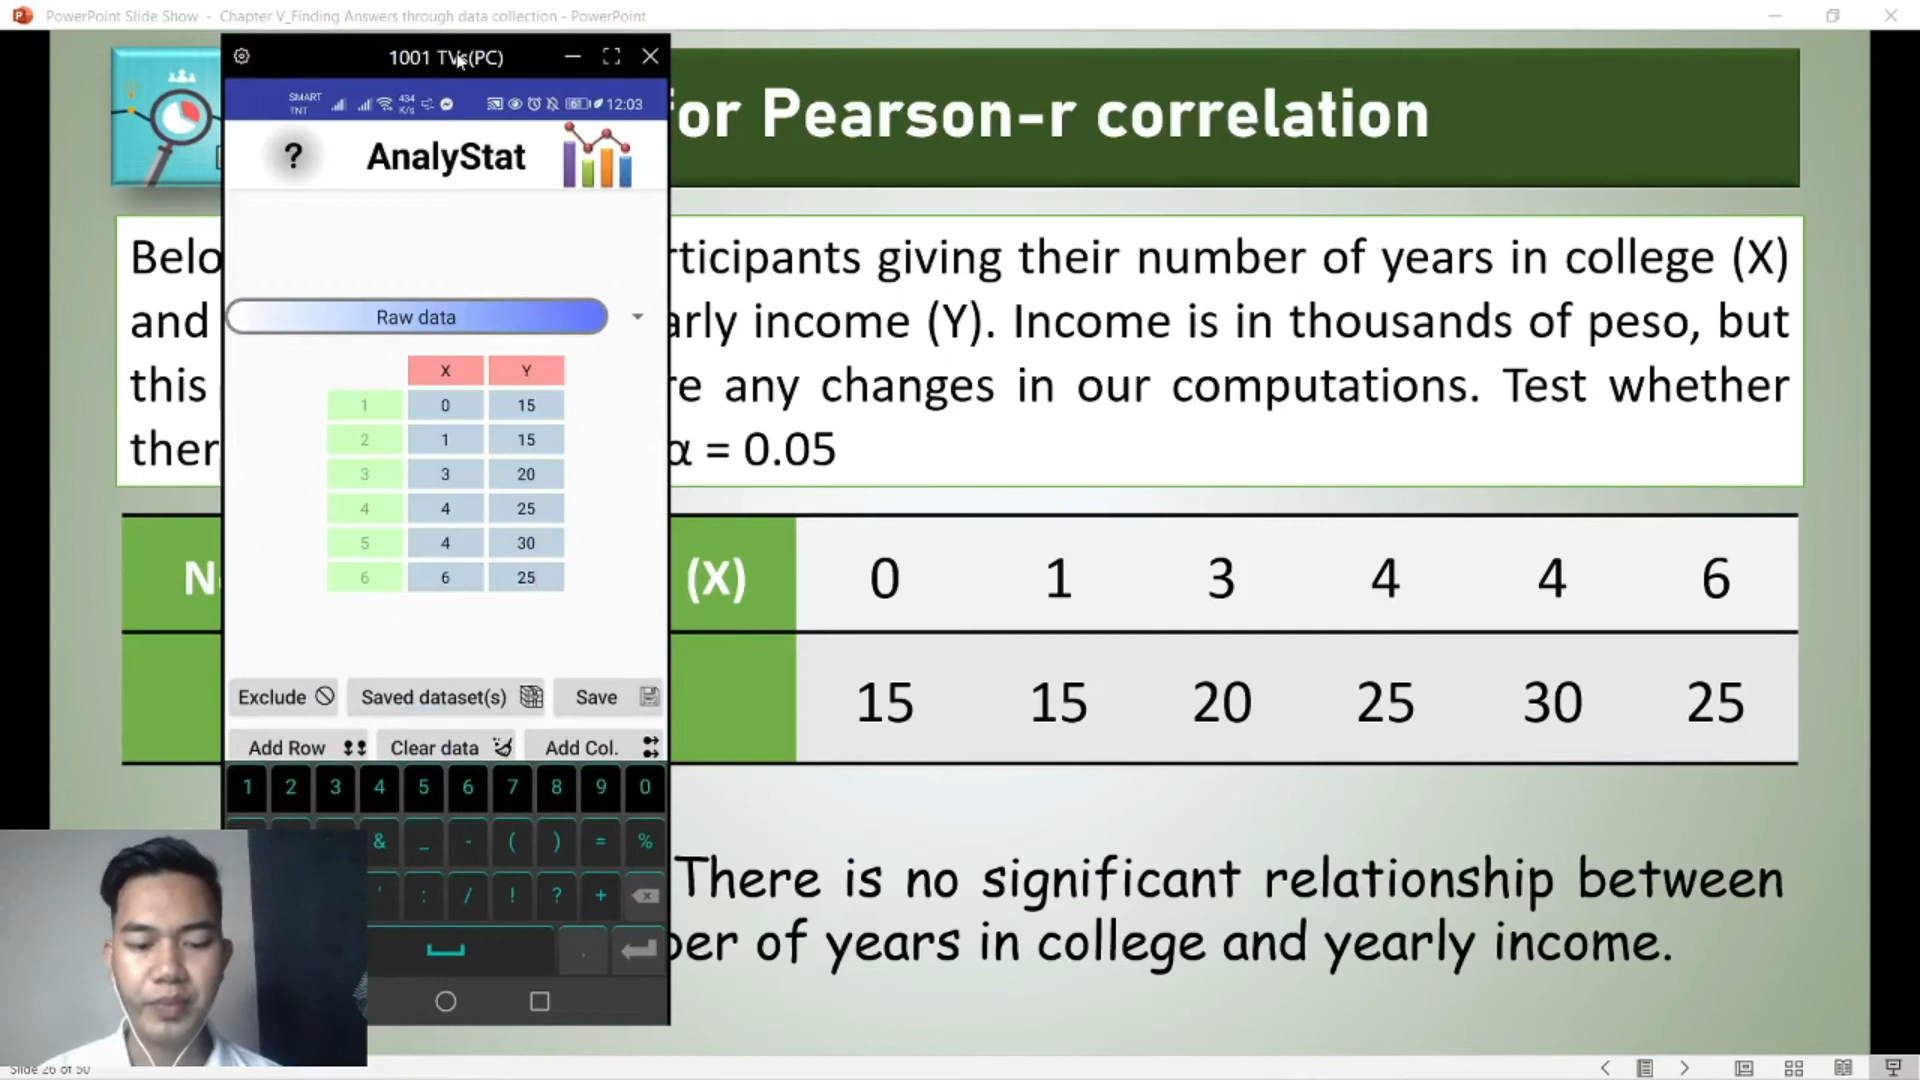 PowerPoint Slide Show - Chapter V_Finding Answers through data collection - PowerPoint
1001 TVs(PC)
SMART
TNT
434
K/s
61
12:03
?
AnalyStat
or Pearson-r correlation
Belo
rticipants giving their number of years in college (X)
and
arly income (Y). Income is in thousands of peso, but
this
re any changes in our computations. Test whether
ther
α = 0.05
Raw data
X Y
1 0 15
2 1 15
3 3 20
4 4 25
5 4 30
6 6 25
N (X) 0 1 3 4 4 6
15 15 20 25 30 25
Exclude Saved dataset(s) Save
Add Row Clear data Add Col.
1 2 3 4 5 6 7 8 9 0
& _ - ( ) = %
' : / ! ? +
.
There is no significant relationship between
ber of years in college and yearly income.
Slide 26 of 50